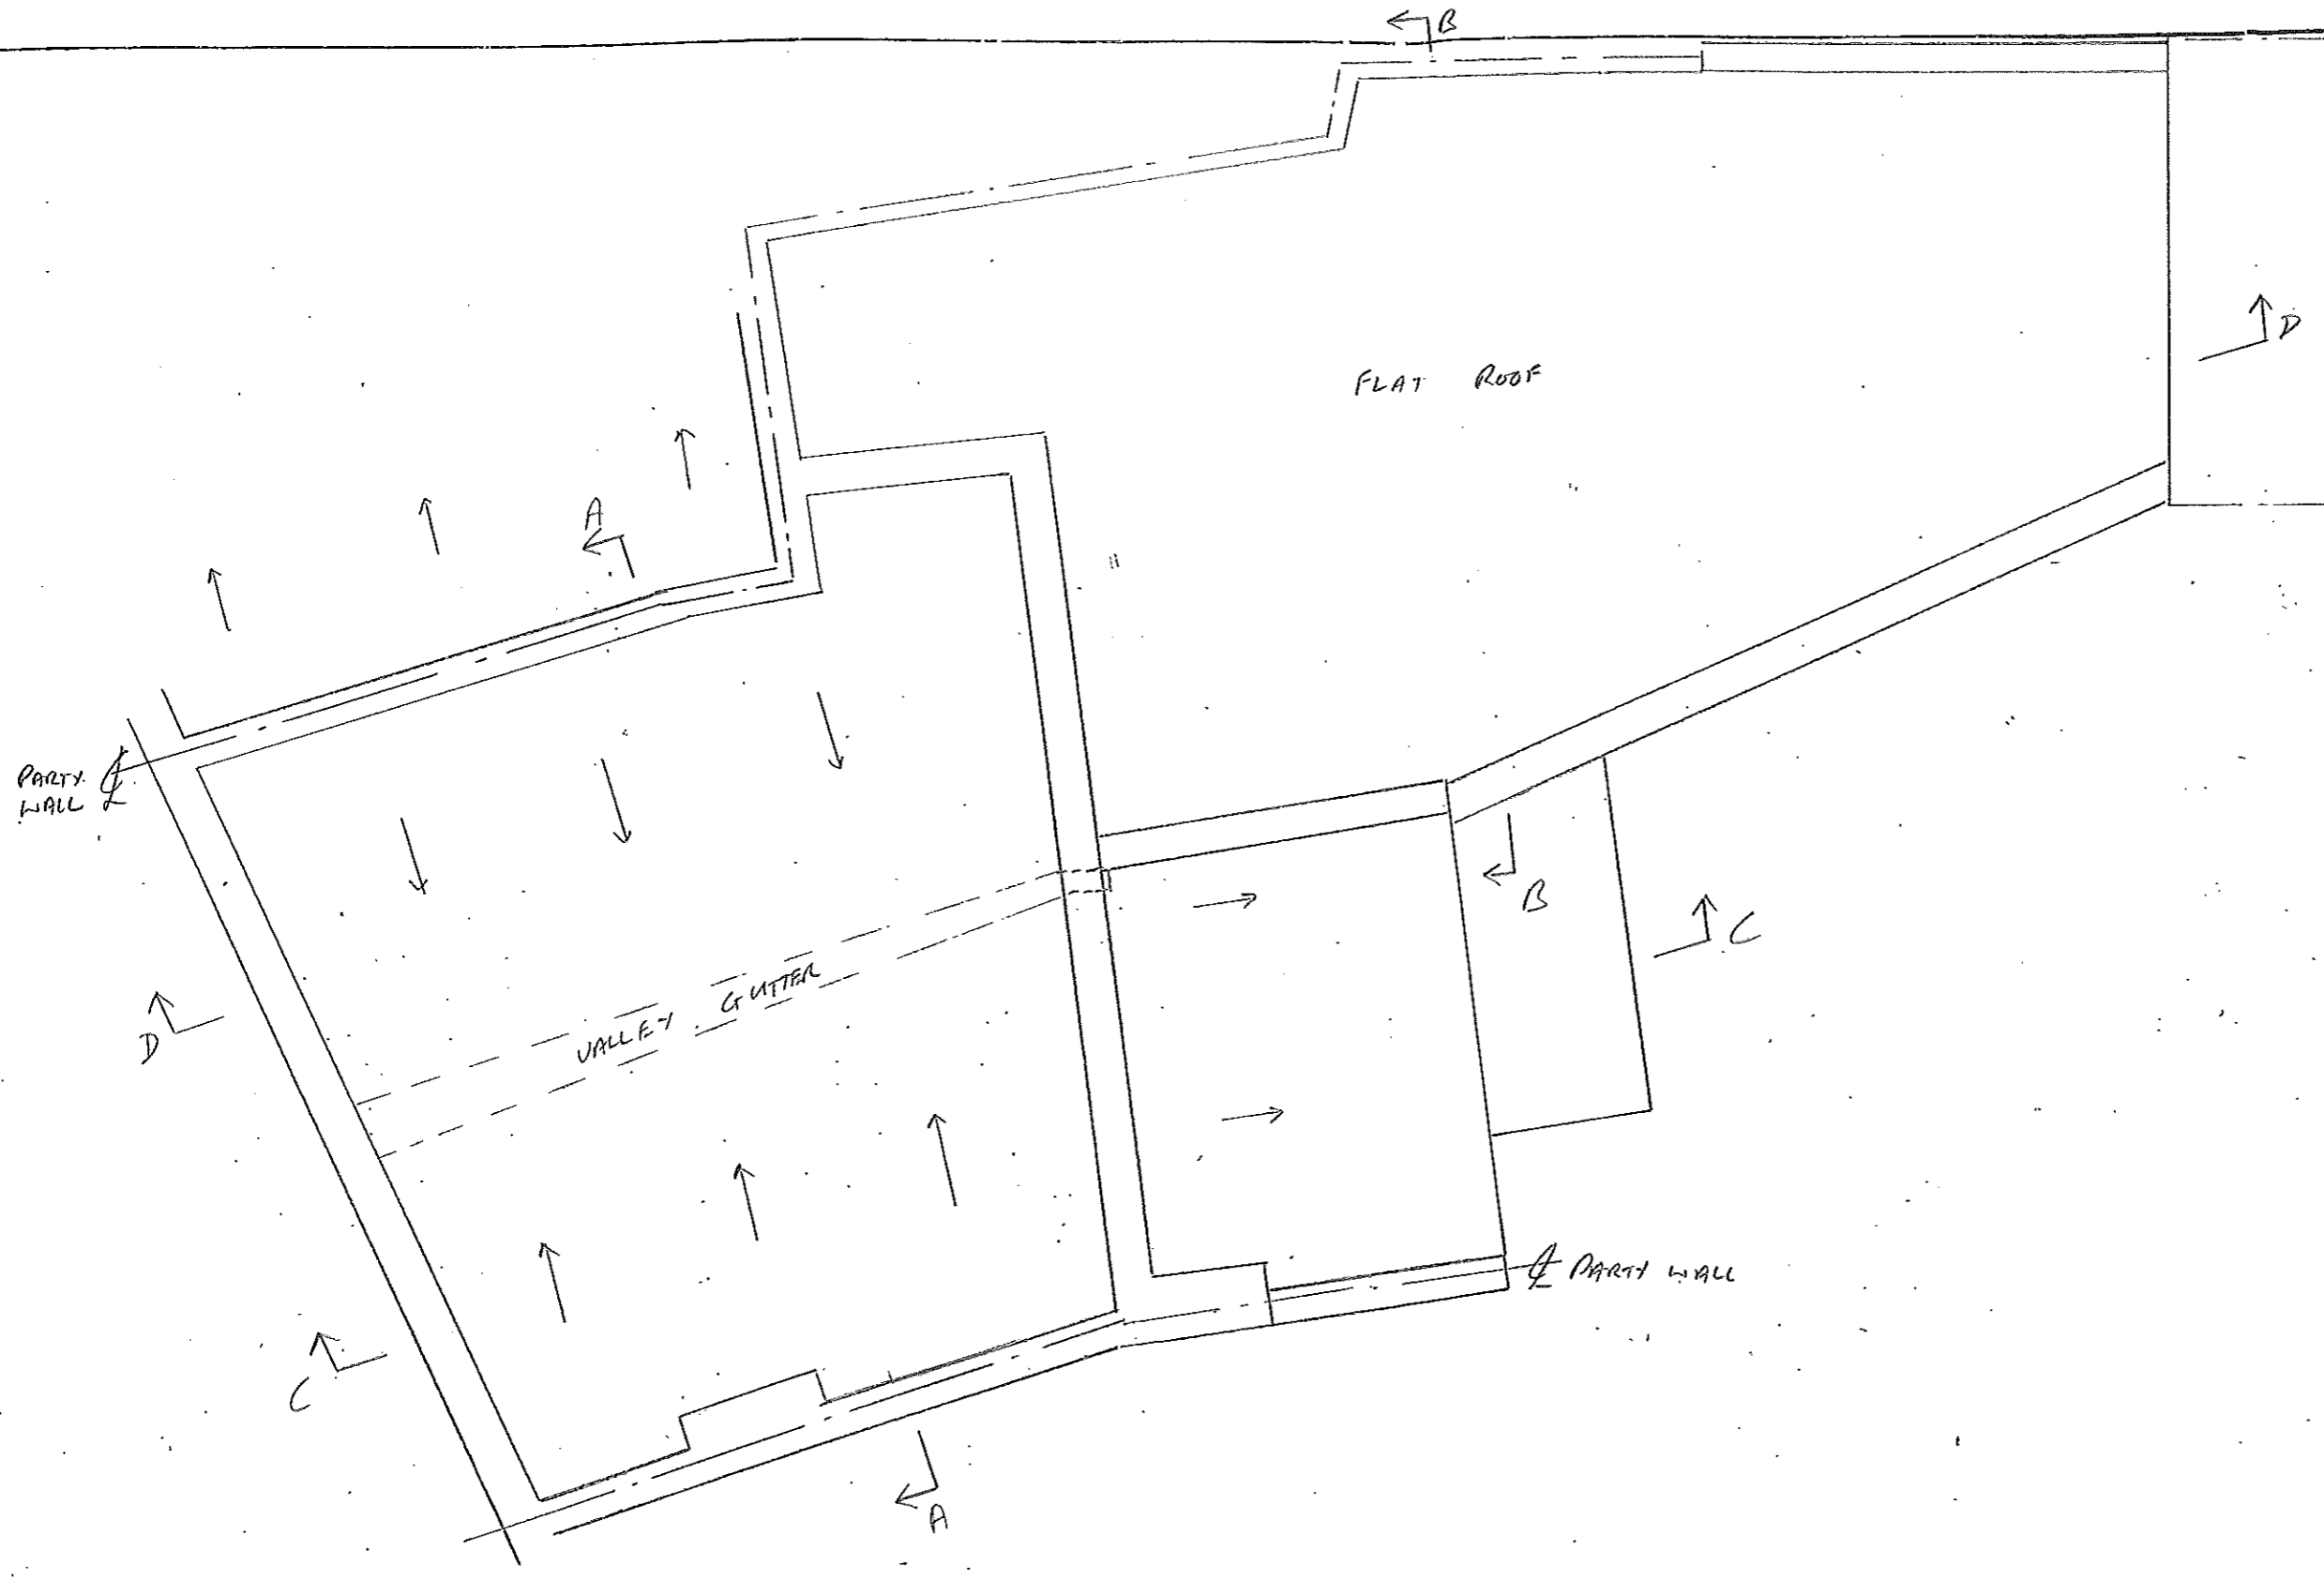 B
FLAT ROOF
D
A
PARTY
WALL ℄
B
C
VALLEY GUTTER
D
℄ PARTY WALL
C
A